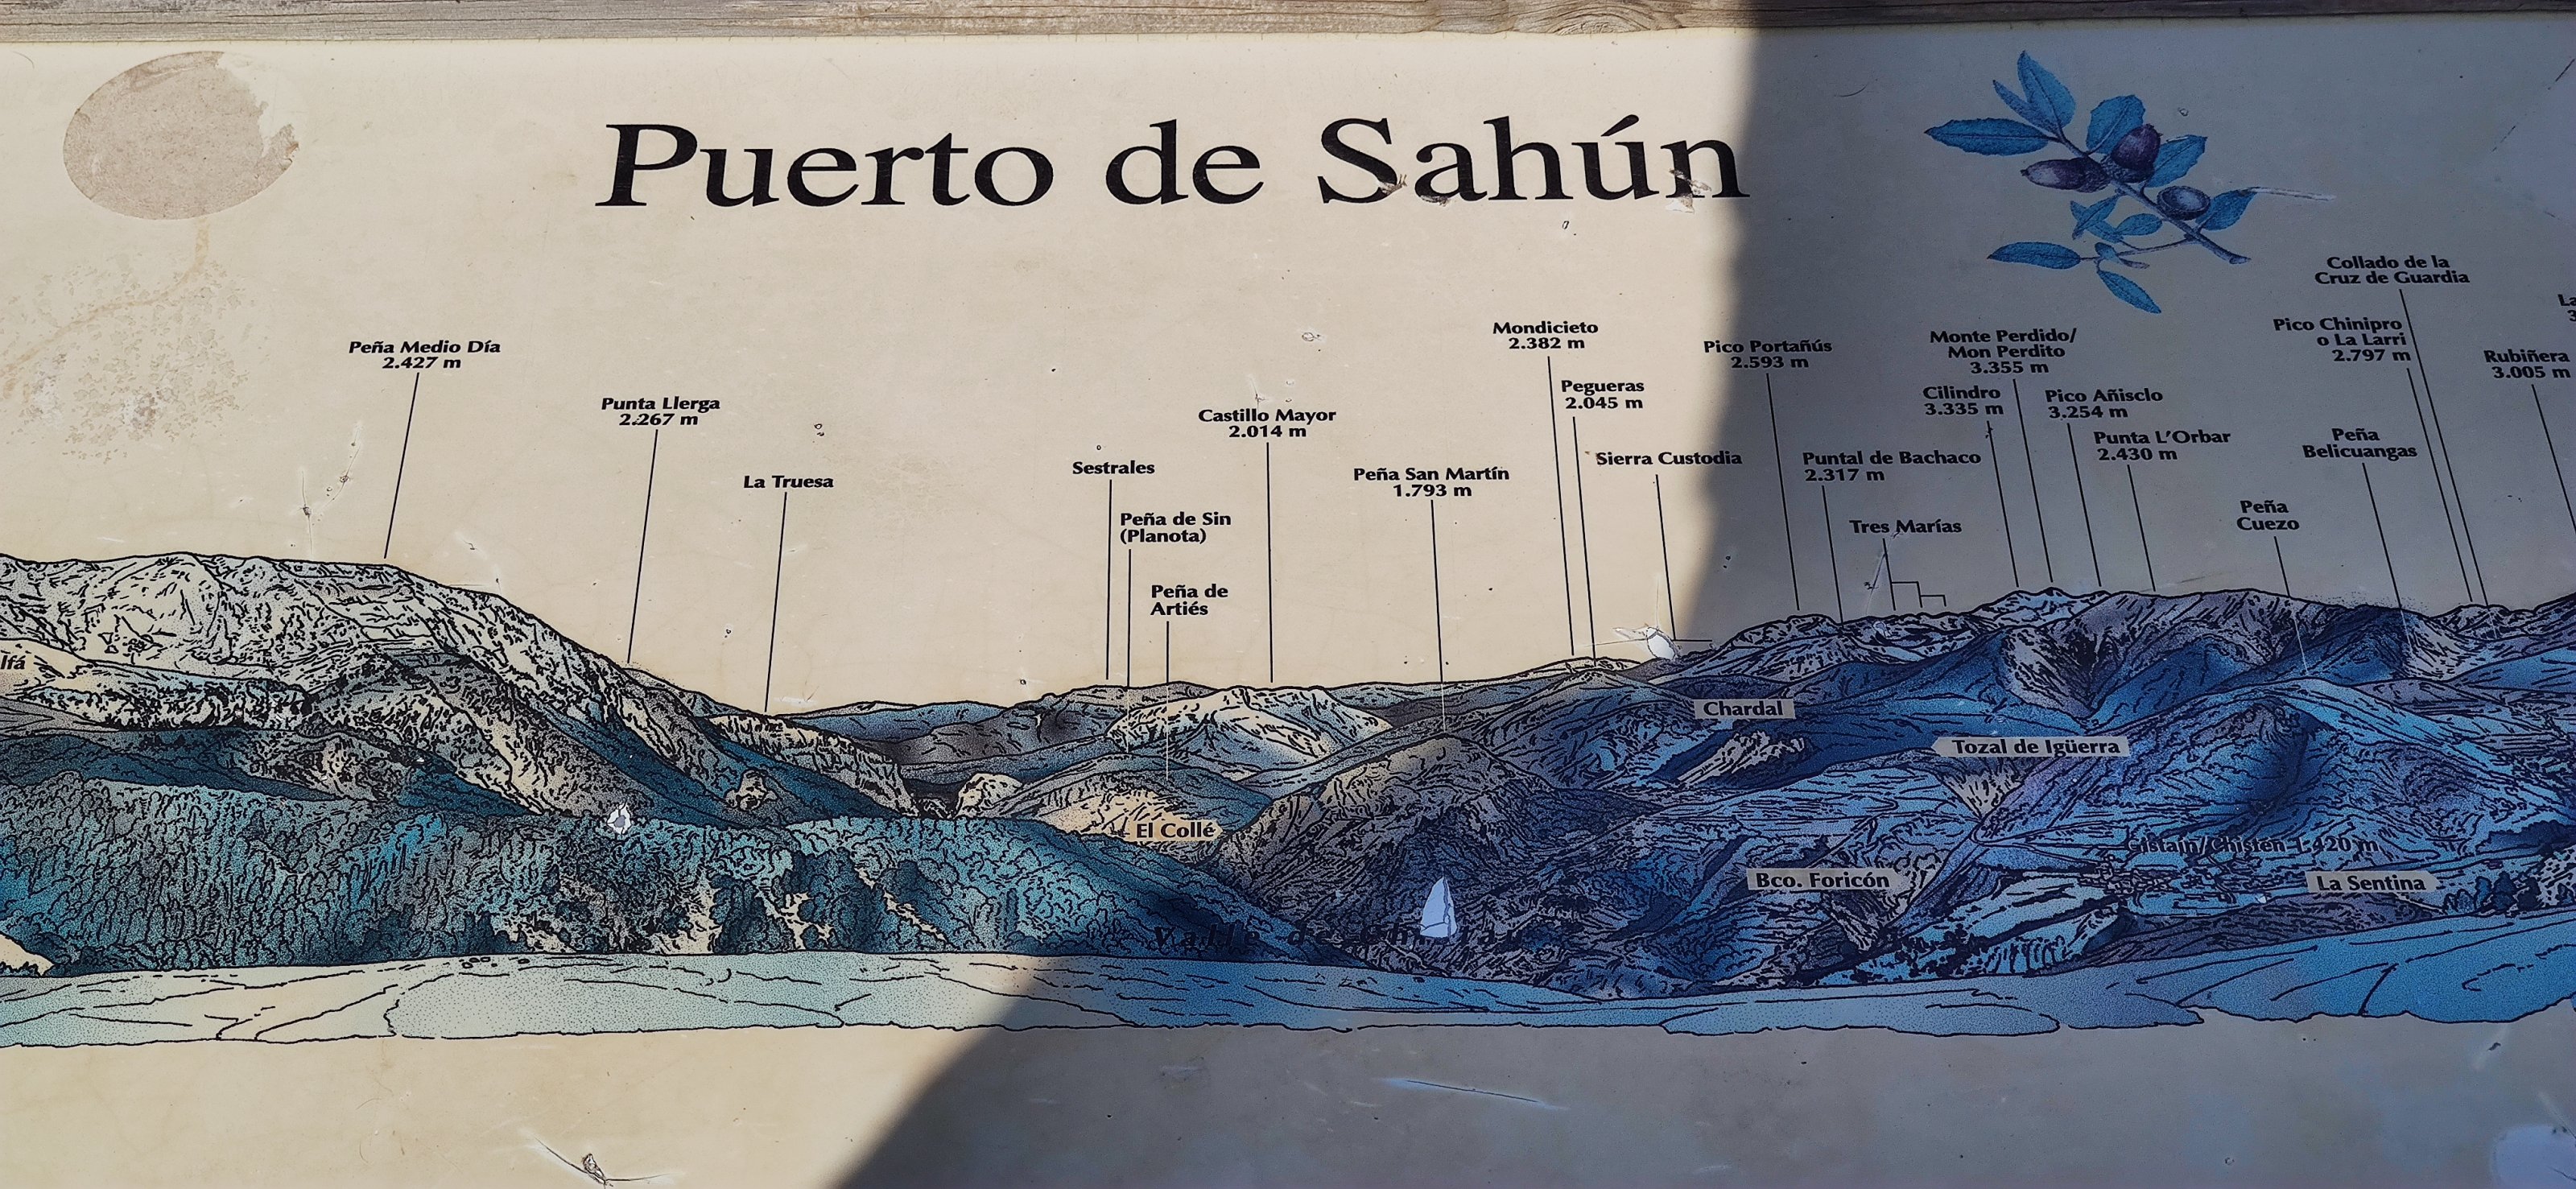 Puerto de Sahún
Collado de la
Cruz de Guardia
Peña Medio Día
2.427 m
Punta Llerga
2.267 m
La Truesa
Sestrales
Peña de Sin
(Planota)
Peña de
Artiés
Castillo Mayor
2.014 m
Peña San Martín
1.793 m
Mondicieto
2.382 m
Pegueras
2.045 m
Sierra Custodia
Pico Portañús
2.593 m
Puntal de Bachaco
2.317 m
Tres Marías
Monte Perdido/
Mon Perdito
3.355 m
Cilindro
3.335 m
Pico Añisclo
3.254 m
Punta L'Orbar
2.430 m
Peña
Cuezo
Peña
Belicuangas
Pico Chinipro
o La Larri
2.797 m
Rubiñera
3.005 m
Chardal
Tozal de Igüerra
El Collé
Gistaín/Chistén 1.420 m
Bco. Foricón
La Sentina
Valle de